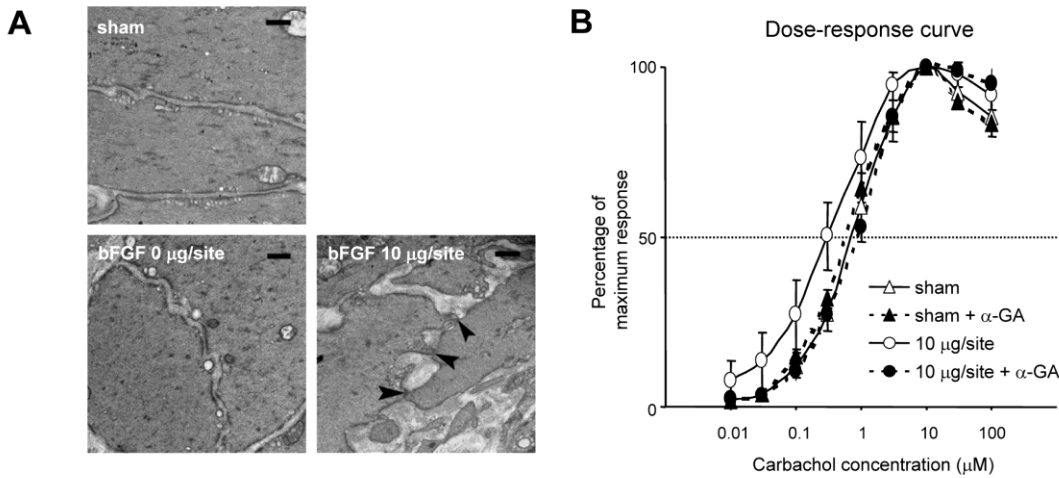 A
sham
bFGF 0 µg/site
bFGF 10 µg/site
B
Dose-response curve
Percentage of
maximum response
100
50
0
sham
sham + α-GA
10 µg/site
10 µg/site + α-GA
0.01 0.1 1 10 100
Carbachol concentration (µM)